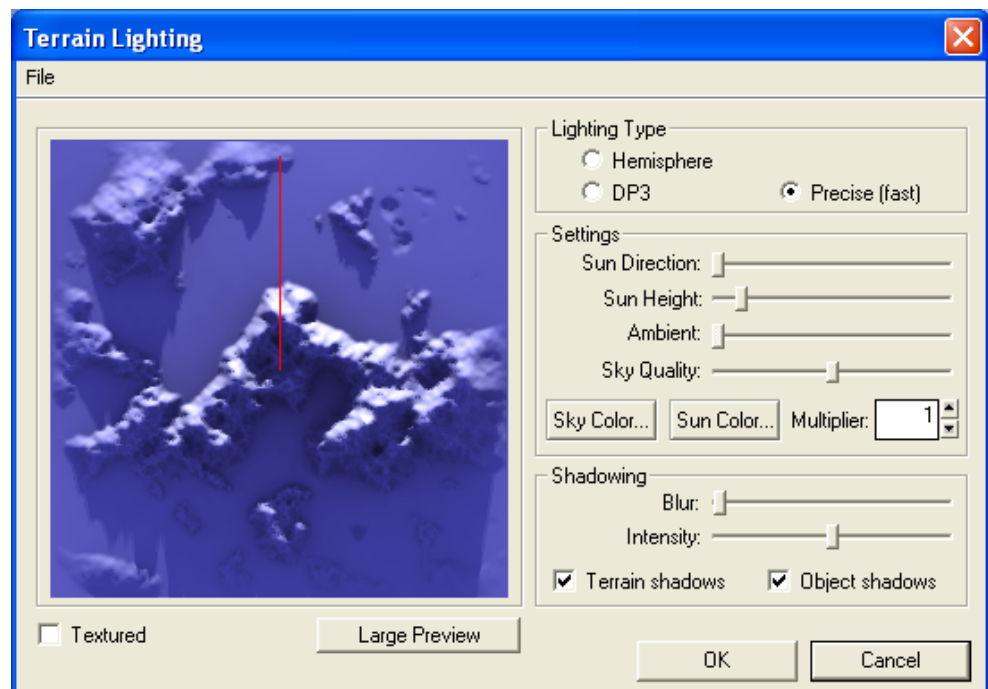 Terrain Lighting
File
Lighting Type
Hemisphere
DP3 Precise (fast)
Settings
Sun Direction:
Sun Height:
Ambient:
Sky Quality:
Sky Color... Sun Color... Multiplier: 1
Shadowing
Blur:
Intensity:
Terrain shadows Object shadows
Textured Large Preview
OK Cancel